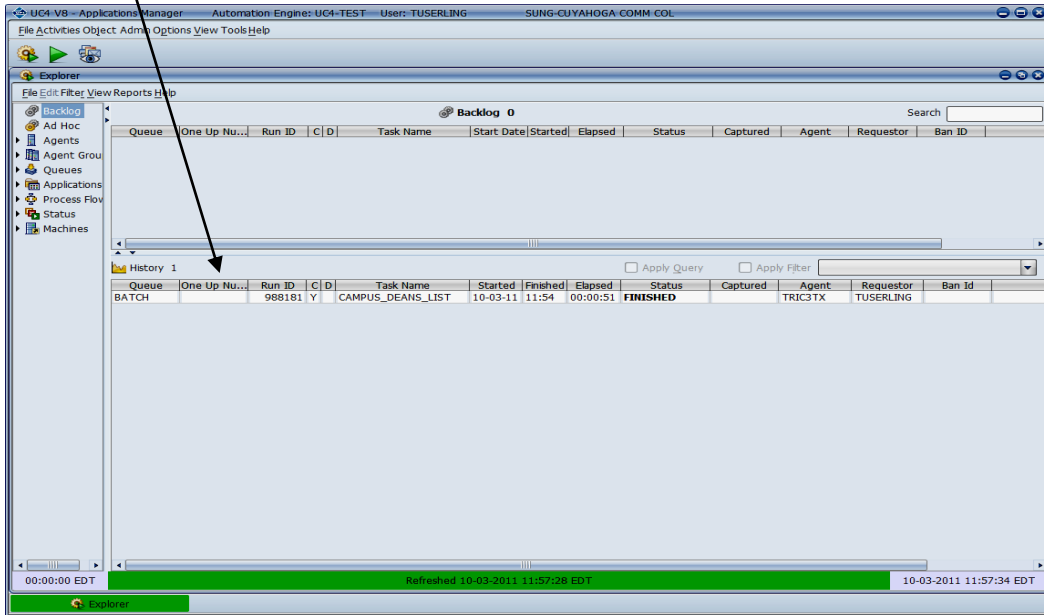 UC4 V8 - Applications Manager Automation Engine: UC4-TEST User: TUSERLING SUNG-CUYAHOGA COMM COL
File Activities Object Admin Options View Tools Help
Explorer
File Edit Filter View Reports Help
Backlog
Ad Hoc
Agents
Agent Grou
Queues
Applications
Process Flov
Status
Machines
Backlog 0 Search
Queue One Up Nu... Run ID C D Task Name Start Date Started Elapsed Status Captured Agent Requestor Ban ID
History 1 Apply Query Apply Filter
Queue One Up Nu... Run ID C D Task Name Started Finished Elapsed Status Captured Agent Requestor Ban Id
BATCH 988181 Y CAMPUS_DEANS_LIST 10-03-11 11:54 00:00:51 FINISHED TRIC3TX TUSERLING
00:00:00 EDT Refreshed 10-03-2011 11:57:28 EDT 10-03-2011 11:57:34 EDT
Explorer